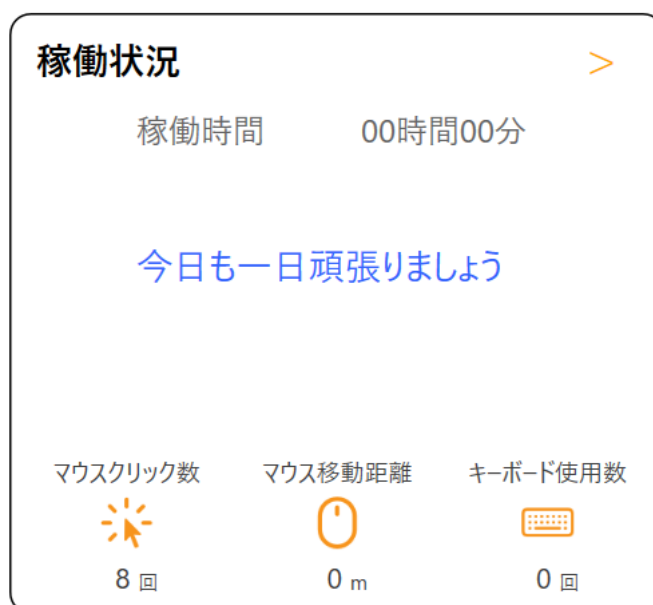 稼働状況 >
稼働時間 00時間00分
今日も一日頑張りましょう
マウスクリック数 マウス移動距離 キーボード使用数
8 回 0 m 0 回